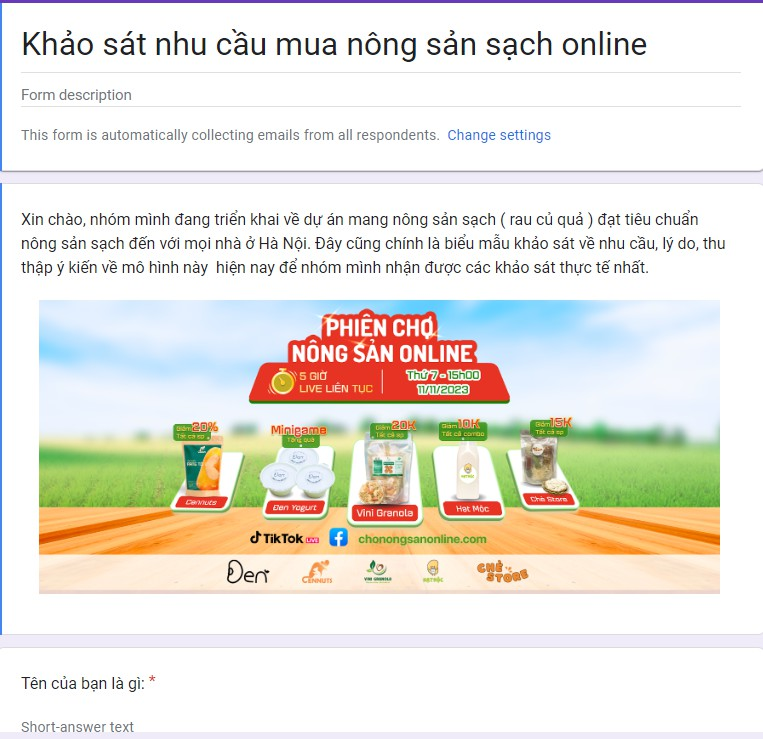 Khảo sát nhu cầu mua nông sản sạch online
Form description
This form is automatically collecting emails from all respondents. Change settings
Xin chào, nhóm mình đang triển khai về dự án mang nông sản sạch ( rau củ quả ) đạt tiêu chuẩn
nông sản sạch đến với mọi nhà ở Hà Nội. Đây cũng chính là biểu mẫu khảo sát về nhu cầu, lý do, thu
thập ý kiến về mô hình này hiện nay để nhóm mình nhận được các khảo sát thực tế nhất.
PHIÊN CHỢ
NÔNG SẢN ONLINE
5 GIỜ
LIVE LIÊN TỤC
Thứ 7 - 15h00
11/11/2023
Giảm 20%
Tất cả sp
Minigame
Tặng quà
Giảm 20K
Tất cả sp
Giảm 10K
Tất cả combo
Giảm 15K
Tất cả sp
Cennuts
Đen Yogurt
Vini Granola
Hạt Mộc
Chè Store
TikTok LIVE
chonongsanonline.com
Đen
CENNUTS
VINI GRANOLA
HẠT MỘC
CHÈ STORE
Tên của bạn là gì: *
Short-answer text